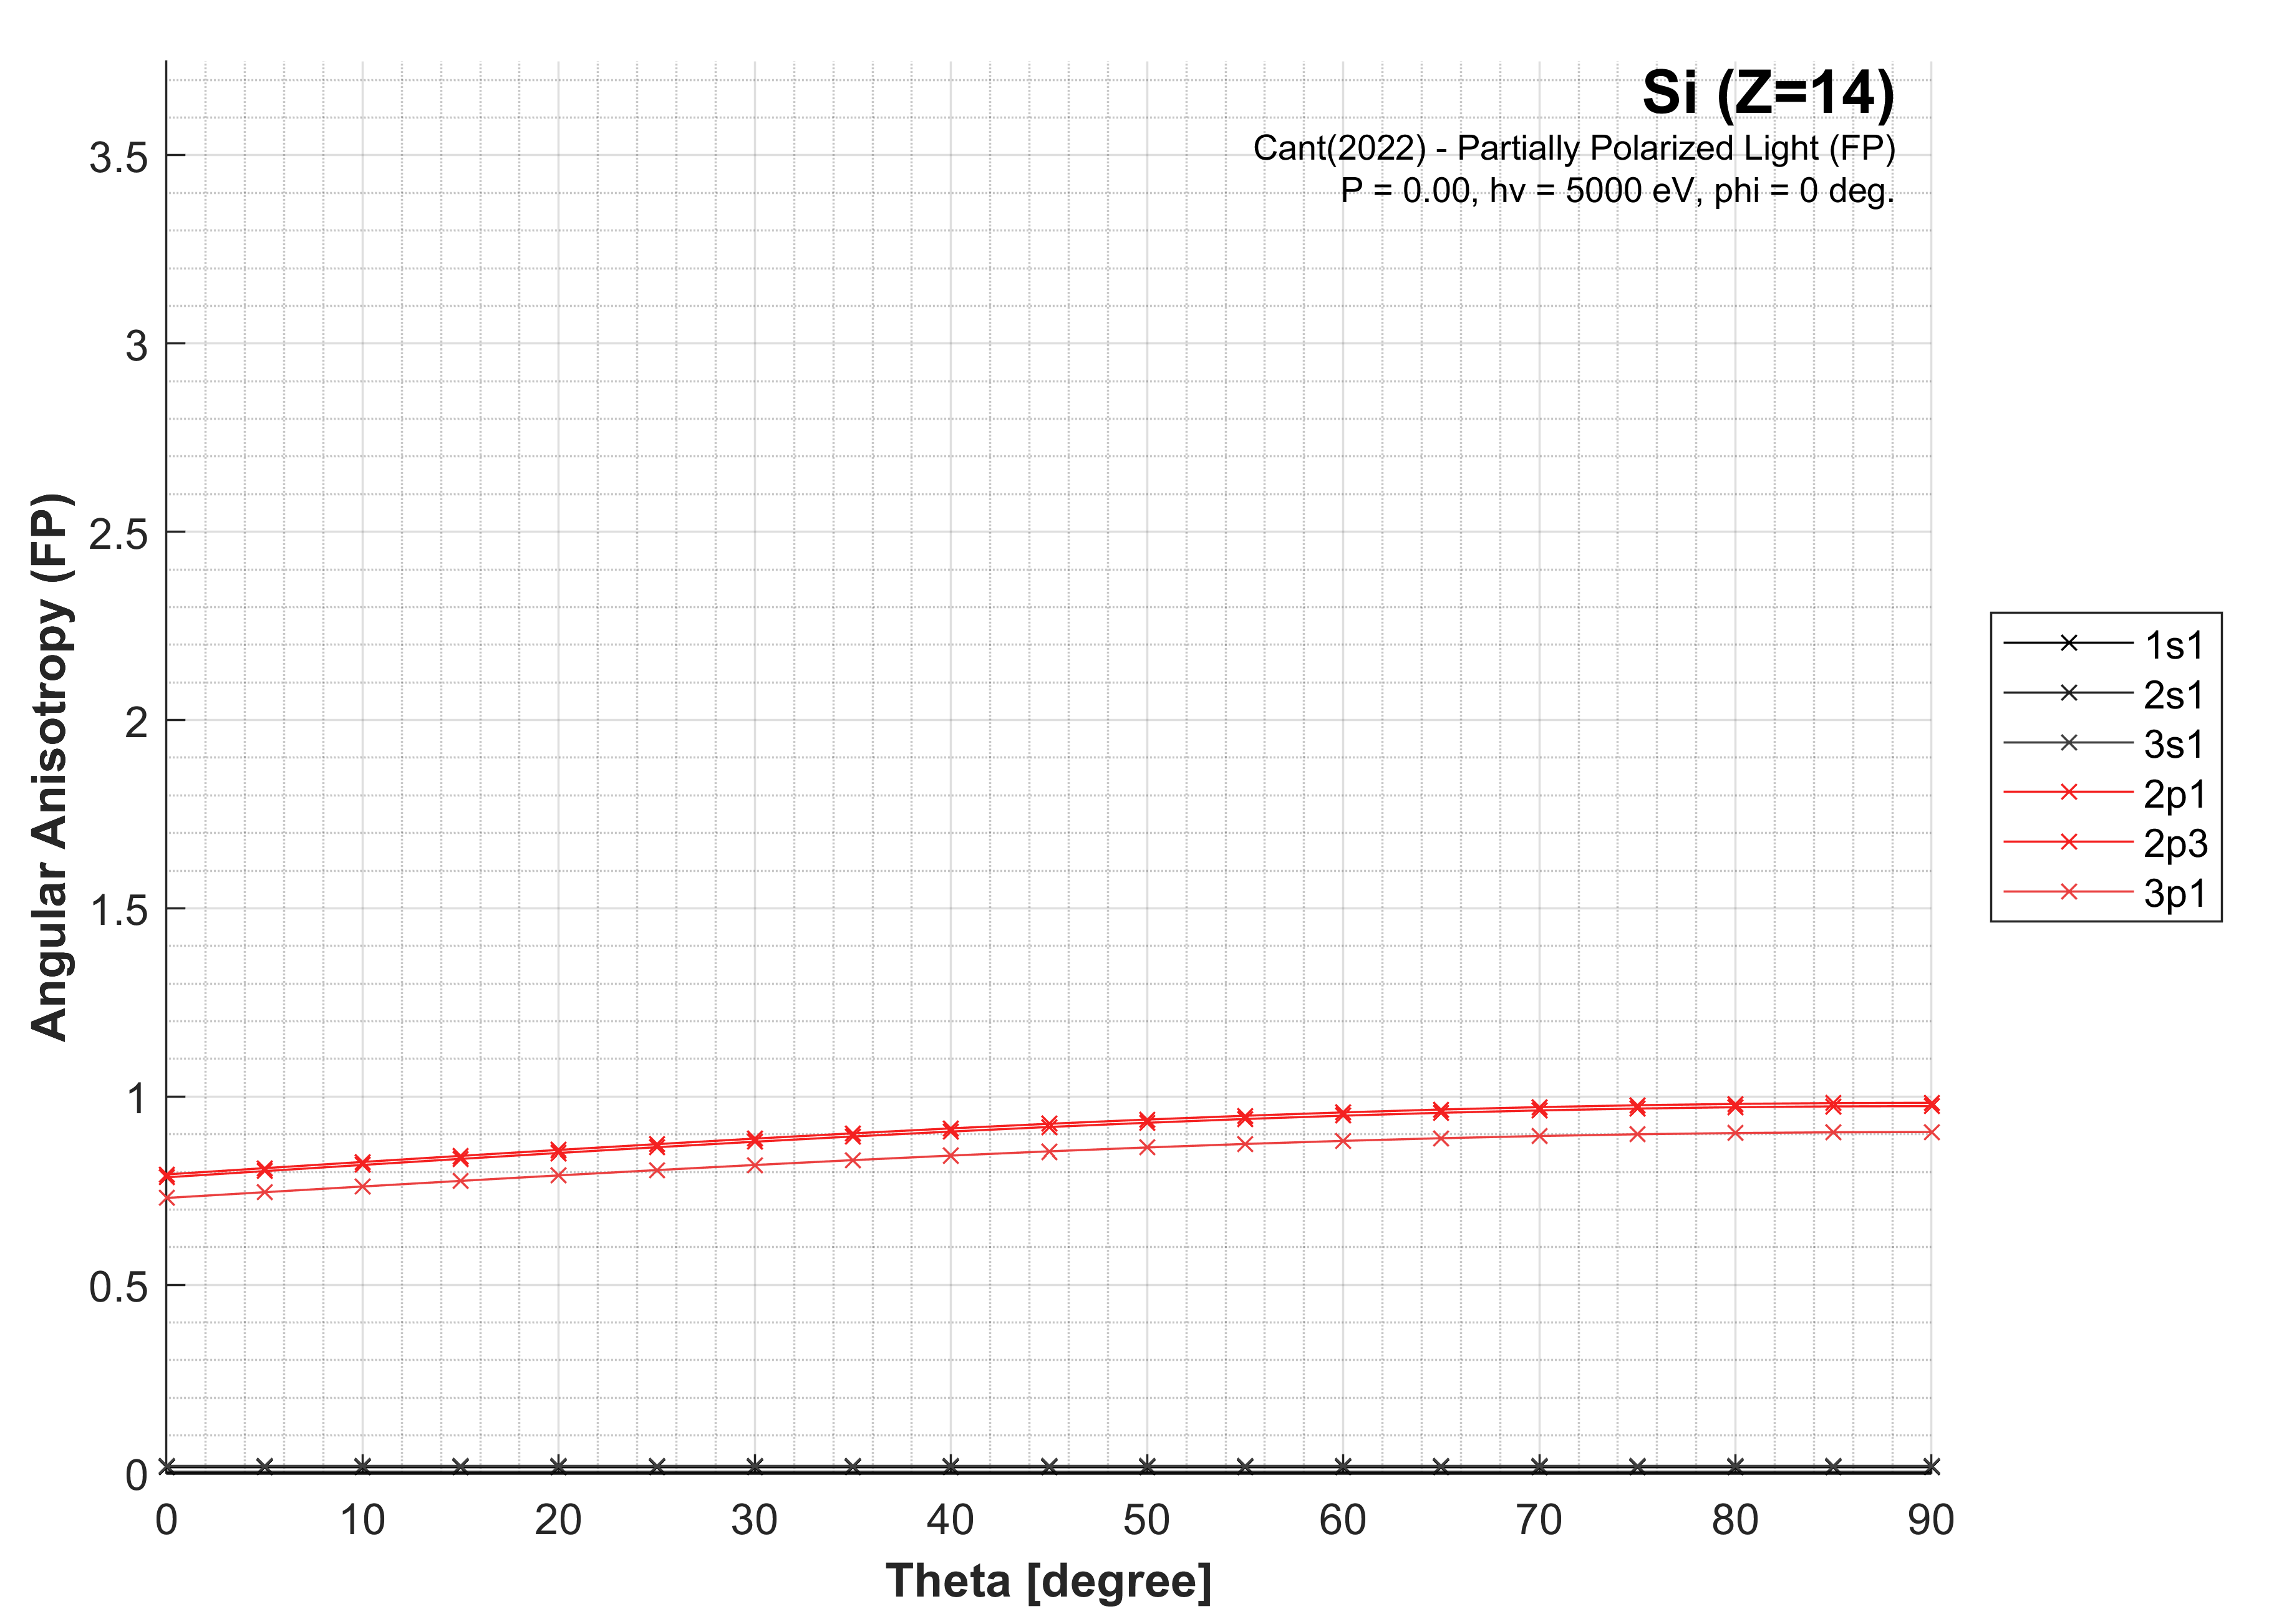 Si (Z=14)
Cant(2022) - Partially Polarized Light (FP)
P = 0.00, hv = 5000 eV, phi = 0 deg.
Angular Anisotropy (FP)
3.5
3
2.5
2
1.5
1
0.5
0
0 10 20 30 40 50 60 70 80 90
Theta [degree]
1s1
2s1
3s1
2p1
2p3
3p1